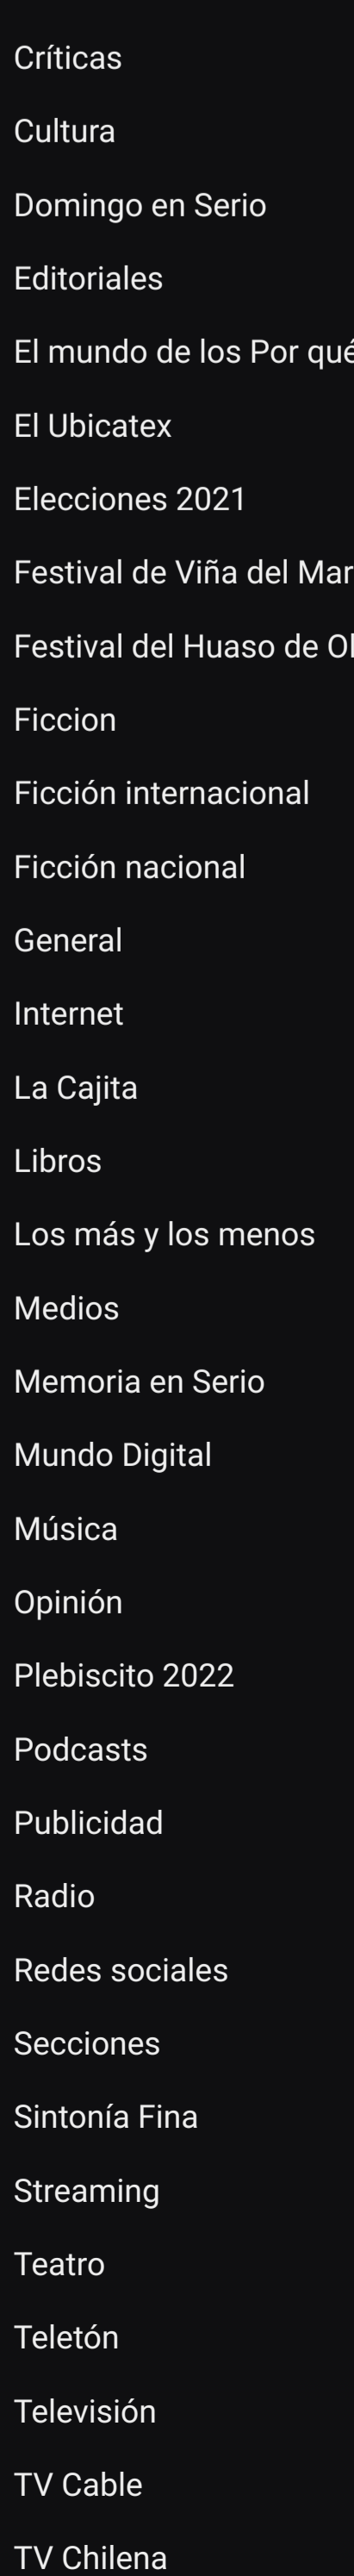 Críticas
Cultura
Domingo en Serio
Editoriales
El mundo de los Por qué
El Ubicatex
Elecciones 2021
Festival de Viña del Mar
Festival del Huaso de Ol
Ficcion
Ficción internacional
Ficción nacional
General
Internet
La Cajita
Libros
Los más y los menos
Medios
Memoria en Serio
Mundo Digital
Música
Opinión
Plebiscito 2022
Podcasts
Publicidad
Radio
Redes sociales
Secciones
Sintonía Fina
Streaming
Teatro
Teletón
Televisión
TV Cable
TV Chilena